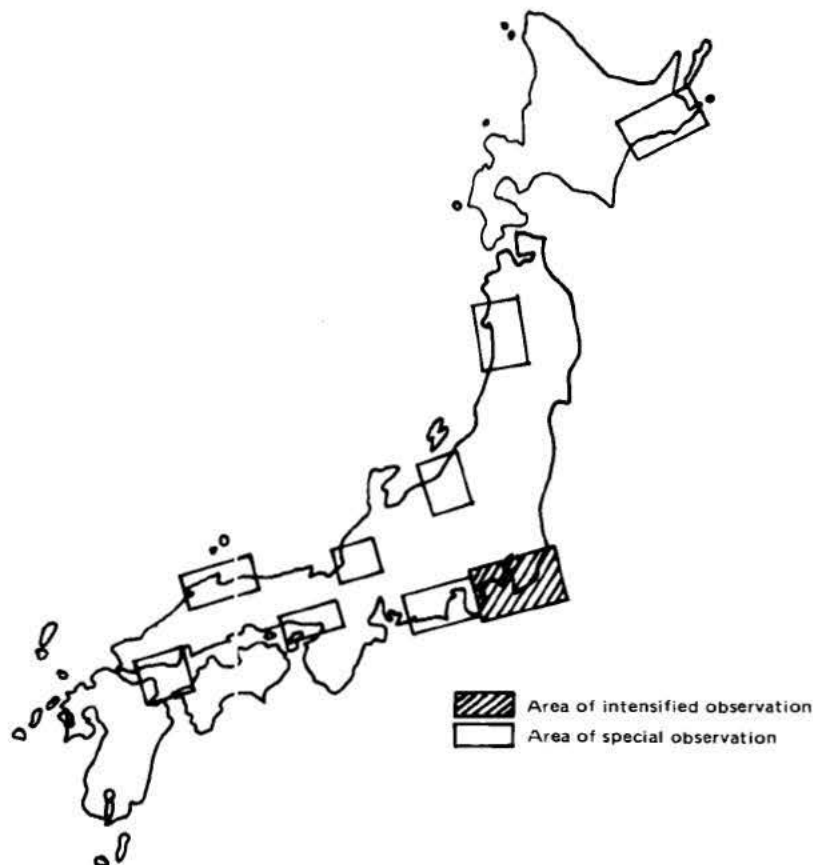 Area of intensified observation
Area of special observation